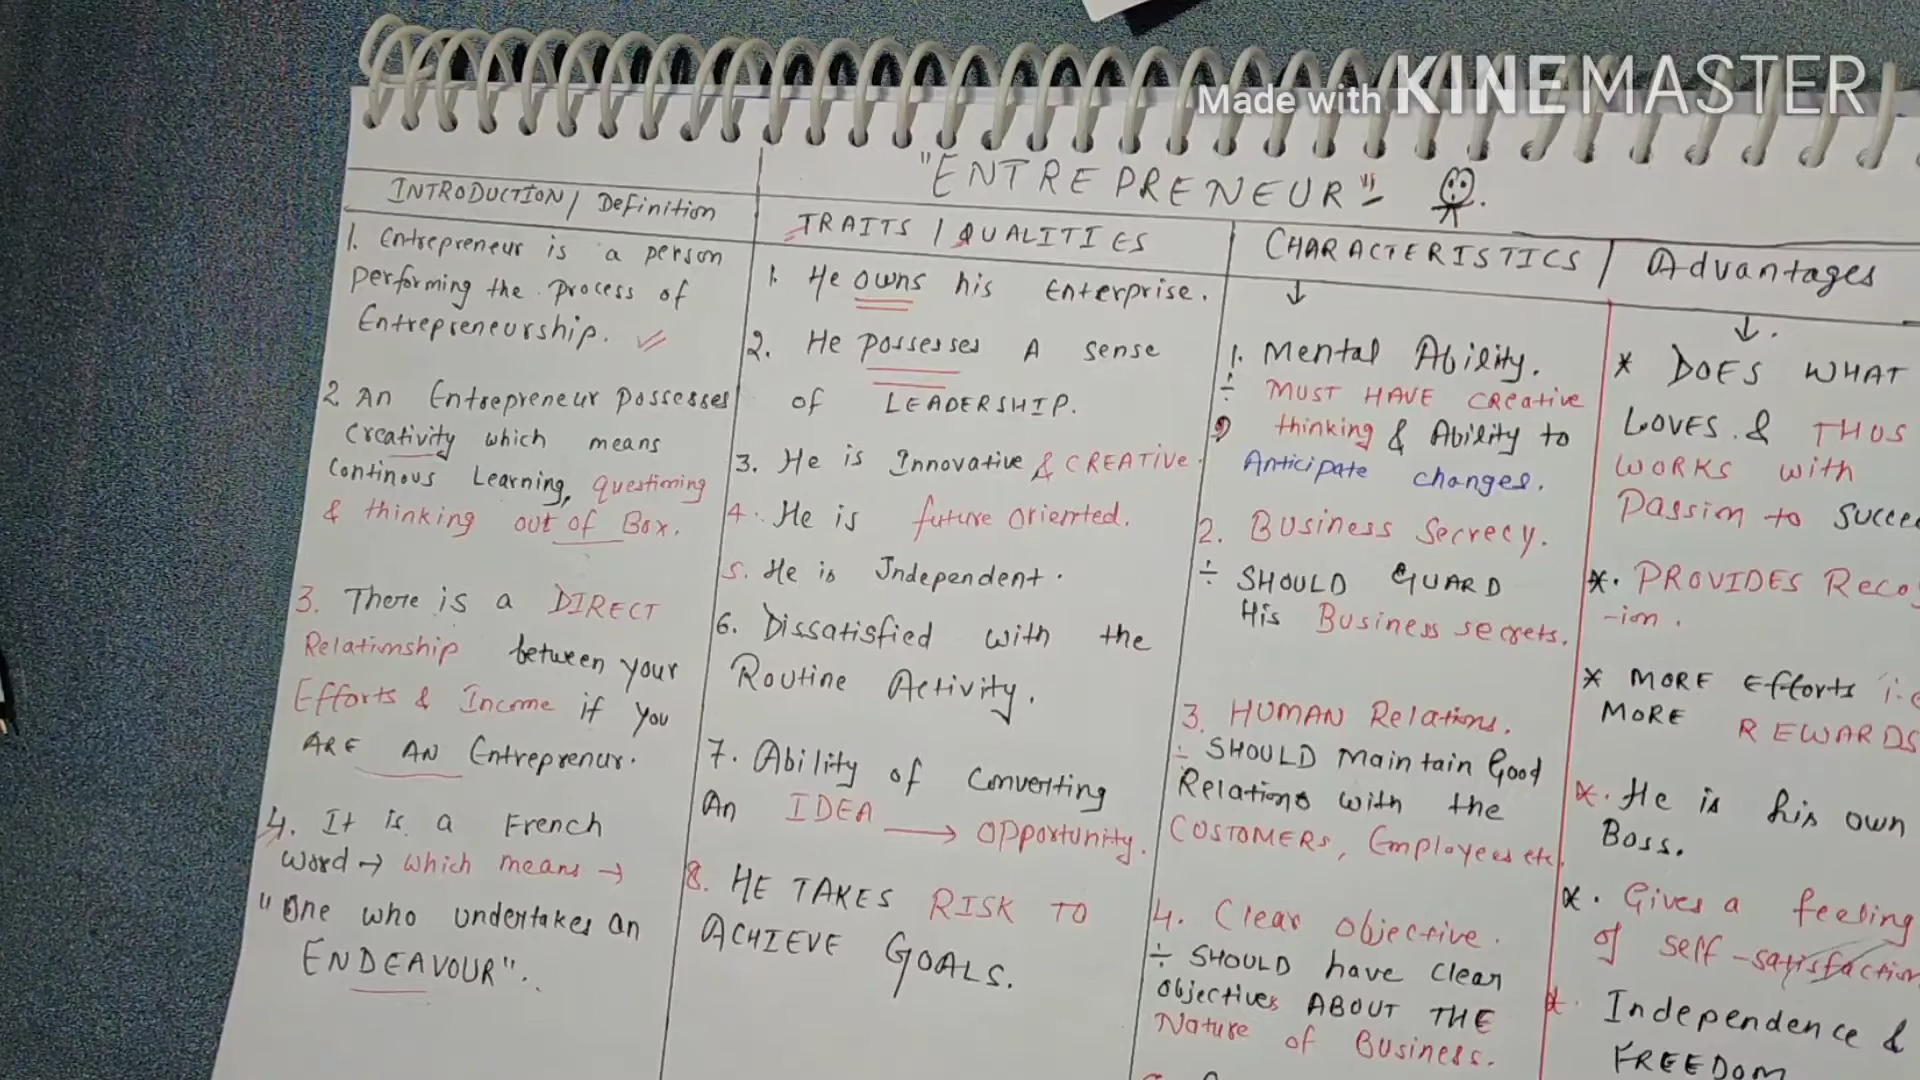 Made with KINEMASTER
"ENTREPRENEUR"
INTRODUCTION / Definition
1. Entrepreneur is a person
performing the process of
Entrepreneurship.
2 An Entrepreneur possesses
Creativity which means
continous Learning, questioning
& thinking out of Box.
3. There is a DIRECT
Relationship between your
Efforts & Income if you
ARE AN Entreprenur.
4. It is a French
word → which means →
"One who undertakes an
ENDEAVOUR".
TRAITS / QUALITIES
1. He owns his Enterprise.
2. He possesses A sense
of LEADERSHIP.
3. He is Innovative & CREATIVE.
4. He is future oriented.
5. He is Independent.
6. Dissatisfied with the
Routine Activity.
7. Ability of Converting
An IDEA → opportunity.
8. HE TAKES RISK TO
ACHIEVE GOALS.
CHARACTERISTICS
↓
1. Mental Ability.
÷ MUST HAVE Creative
thinking & Ability to
Anticipate changes.
2. Business Secrecy.
÷ SHOULD GUARD
His Business secrets.
3. HUMAN Relations.
÷ SHOULD Maintain Good
Relations with the
COSTOMERS, Employees etc.
4. Clear objective.
÷ SHOULD have clear
objectives ABOUT THE
Nature of Business.
Advantages
↓
* DOES WHAT
LOVES & THUS
WORKS with
Passion to Succe
* PROVIDES Reco
-ion.
* MORE Efforts i.e
MORE REWARDS
* He is his own
Boss.
* Gives a feeling
of self-satisfaction
* Independence &
FREEDOM